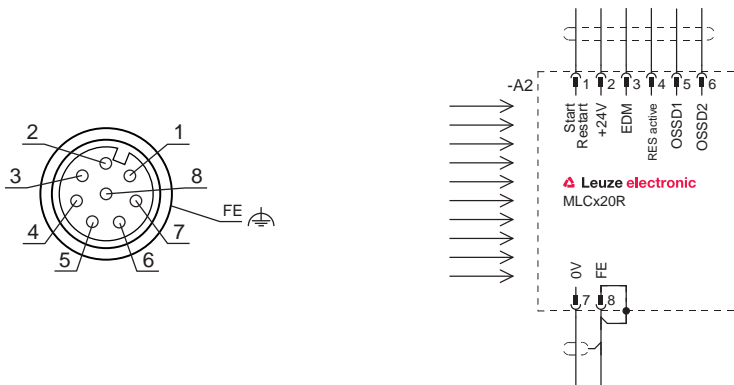 2
1
3
8
4
7
5
6
FE
-A2
1 2 3 4 5 6
Start
Restart
+24V
EDM
RES active
OSSD1
OSSD2
Leuze electronic
MLCx20R
0V
FE
7 8